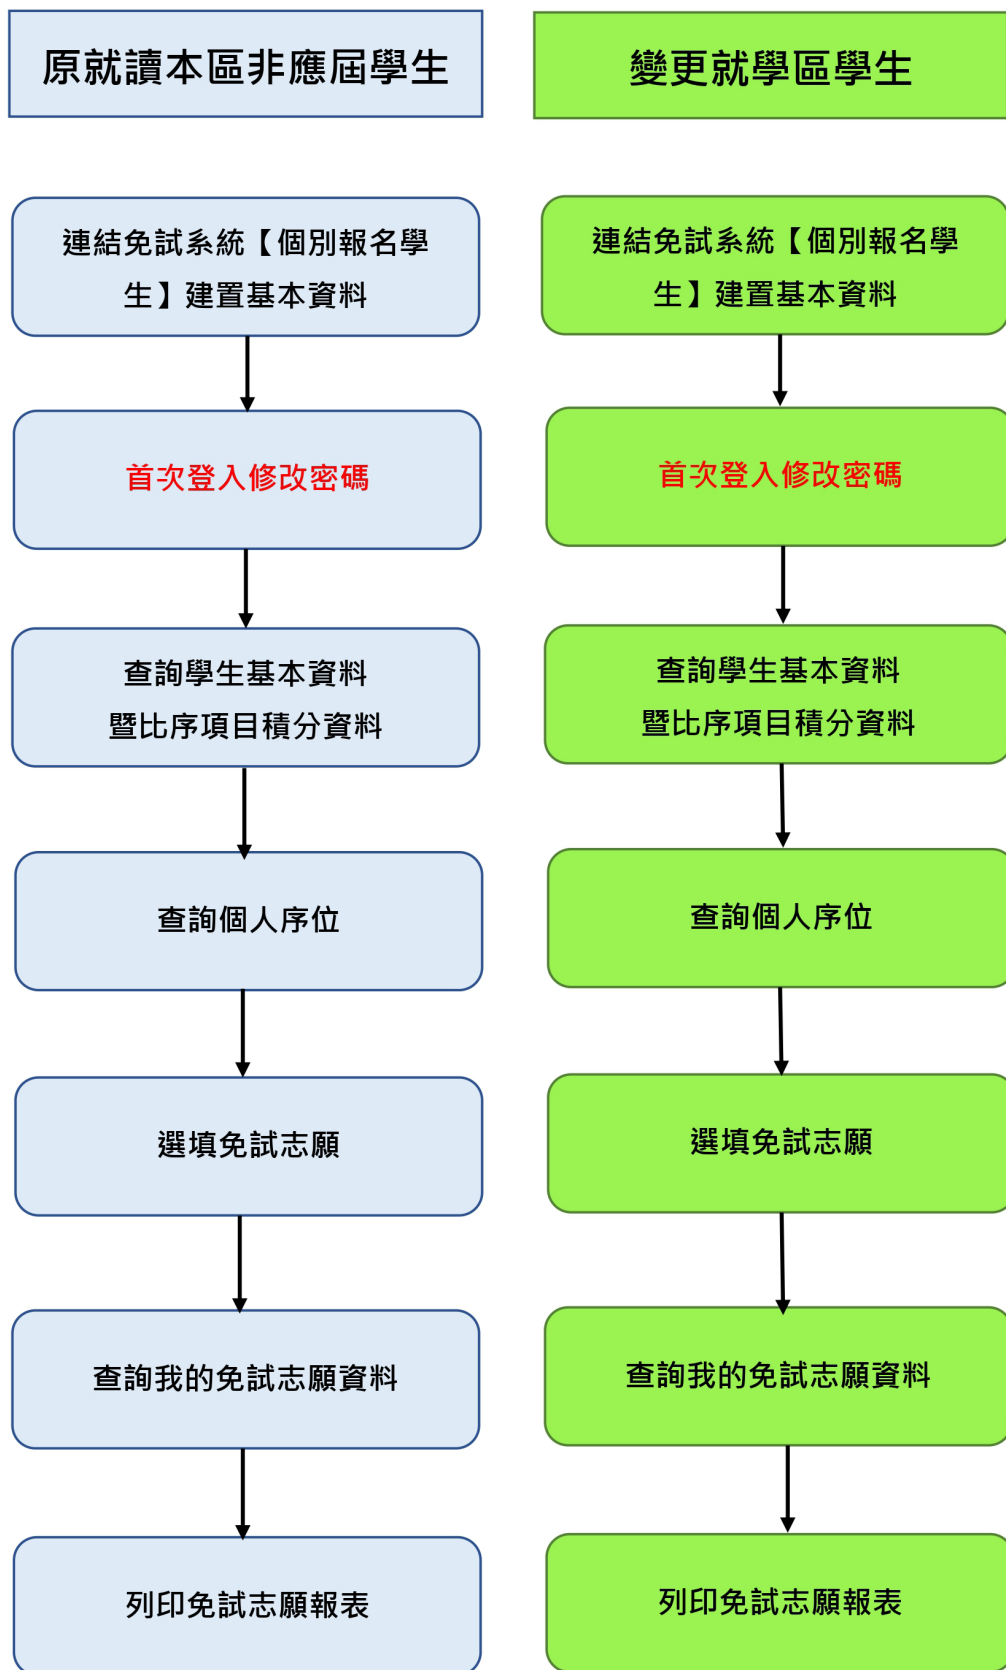 原就讀本區非應屆學生
連結免試系統【個別報名學
生】建置基本資料
首次登入修改密碼
查詢學生基本資料
暨比序項目積分資料
查詢個人序位
選填免試志願
查詢我的免試志願資料
列印免試志願報表
變更就學區學生
連結免試系統【個別報名學
生】建置基本資料
首次登入修改密碼
查詢學生基本資料
暨比序項目積分資料
查詢個人序位
選填免試志願
查詢我的免試志願資料
列印免試志願報表